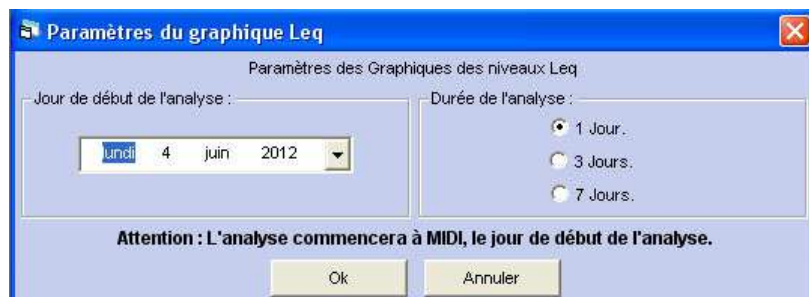 Paramètres du graphique Leq
Paramètres des Graphiques des niveaux Leq
Jour de début de l'analyse :
Durée de l'analyse :
lundi 4 juin 2012
1 Jour.
3 Jours.
7 Jours.
Attention : L'analyse commencera à MIDI, le jour de début de l'analyse.
Ok
Annuler